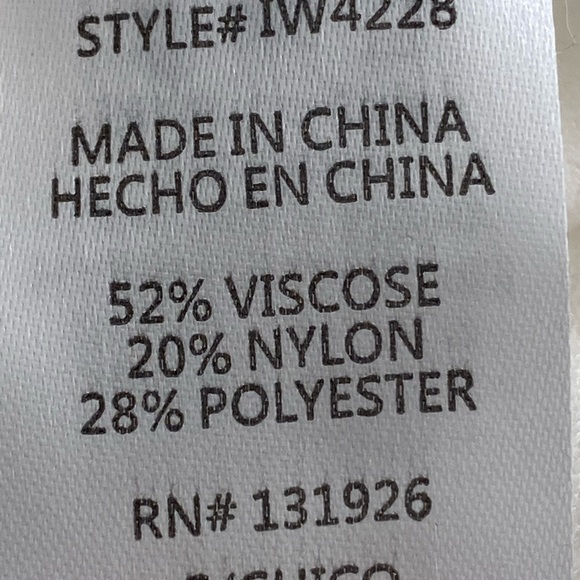 STYLE# IW4228
MADE IN CHINA
HECHO EN CHINA
52% VISCOSE
20% NYLON
28% POLYESTER
RN# 131926